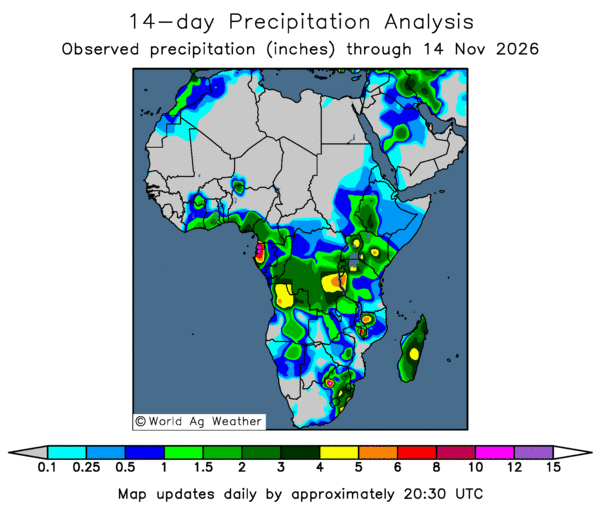 14-day Precipitation Analysis
Observed precipitation (inches) through 14 Nov 2026
© World Ag Weather
0.1 0.25 0.5 1 1.5 2 3 4 5 6 8 10 12 15
Map updates daily by approximately 20:30 UTC